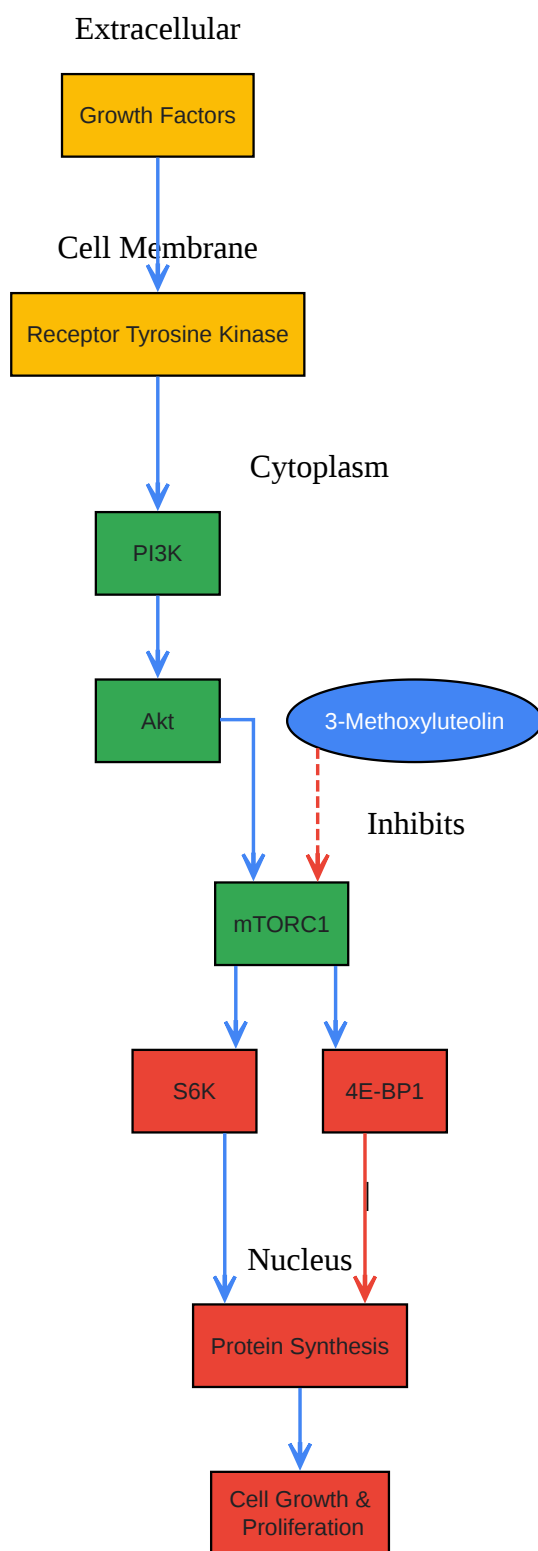 Extracellular
Growth Factors
Cell Membrane
Receptor Tyrosine Kinase
Cytoplasm
PI3K
Akt
3-Methoxyluteolin
Inhibits
mTORC1
S6K
4E-BP1
|
Nucleus
Protein Synthesis
Cell Growth &
Proliferation